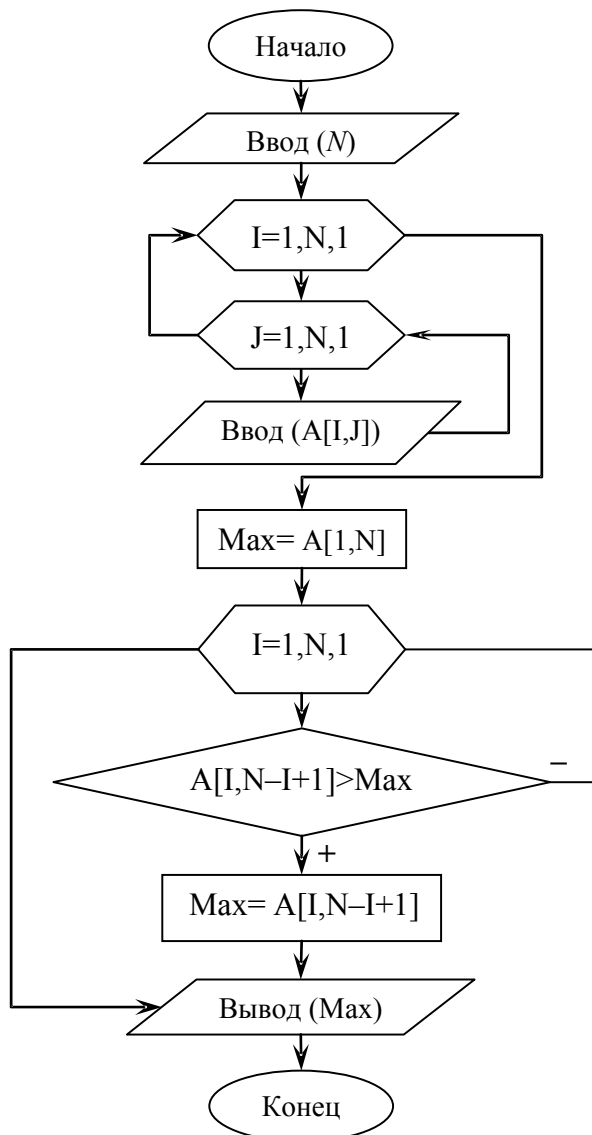 Начало
Ввод (N)
I=1,N,1
J=1,N,1
Ввод (A[I,J])
Max= A[1,N]
I=1,N,1
A[I,N–I+1]>Max
–
+
Max= A[I,N–I+1]
Вывод (Max)
Конец